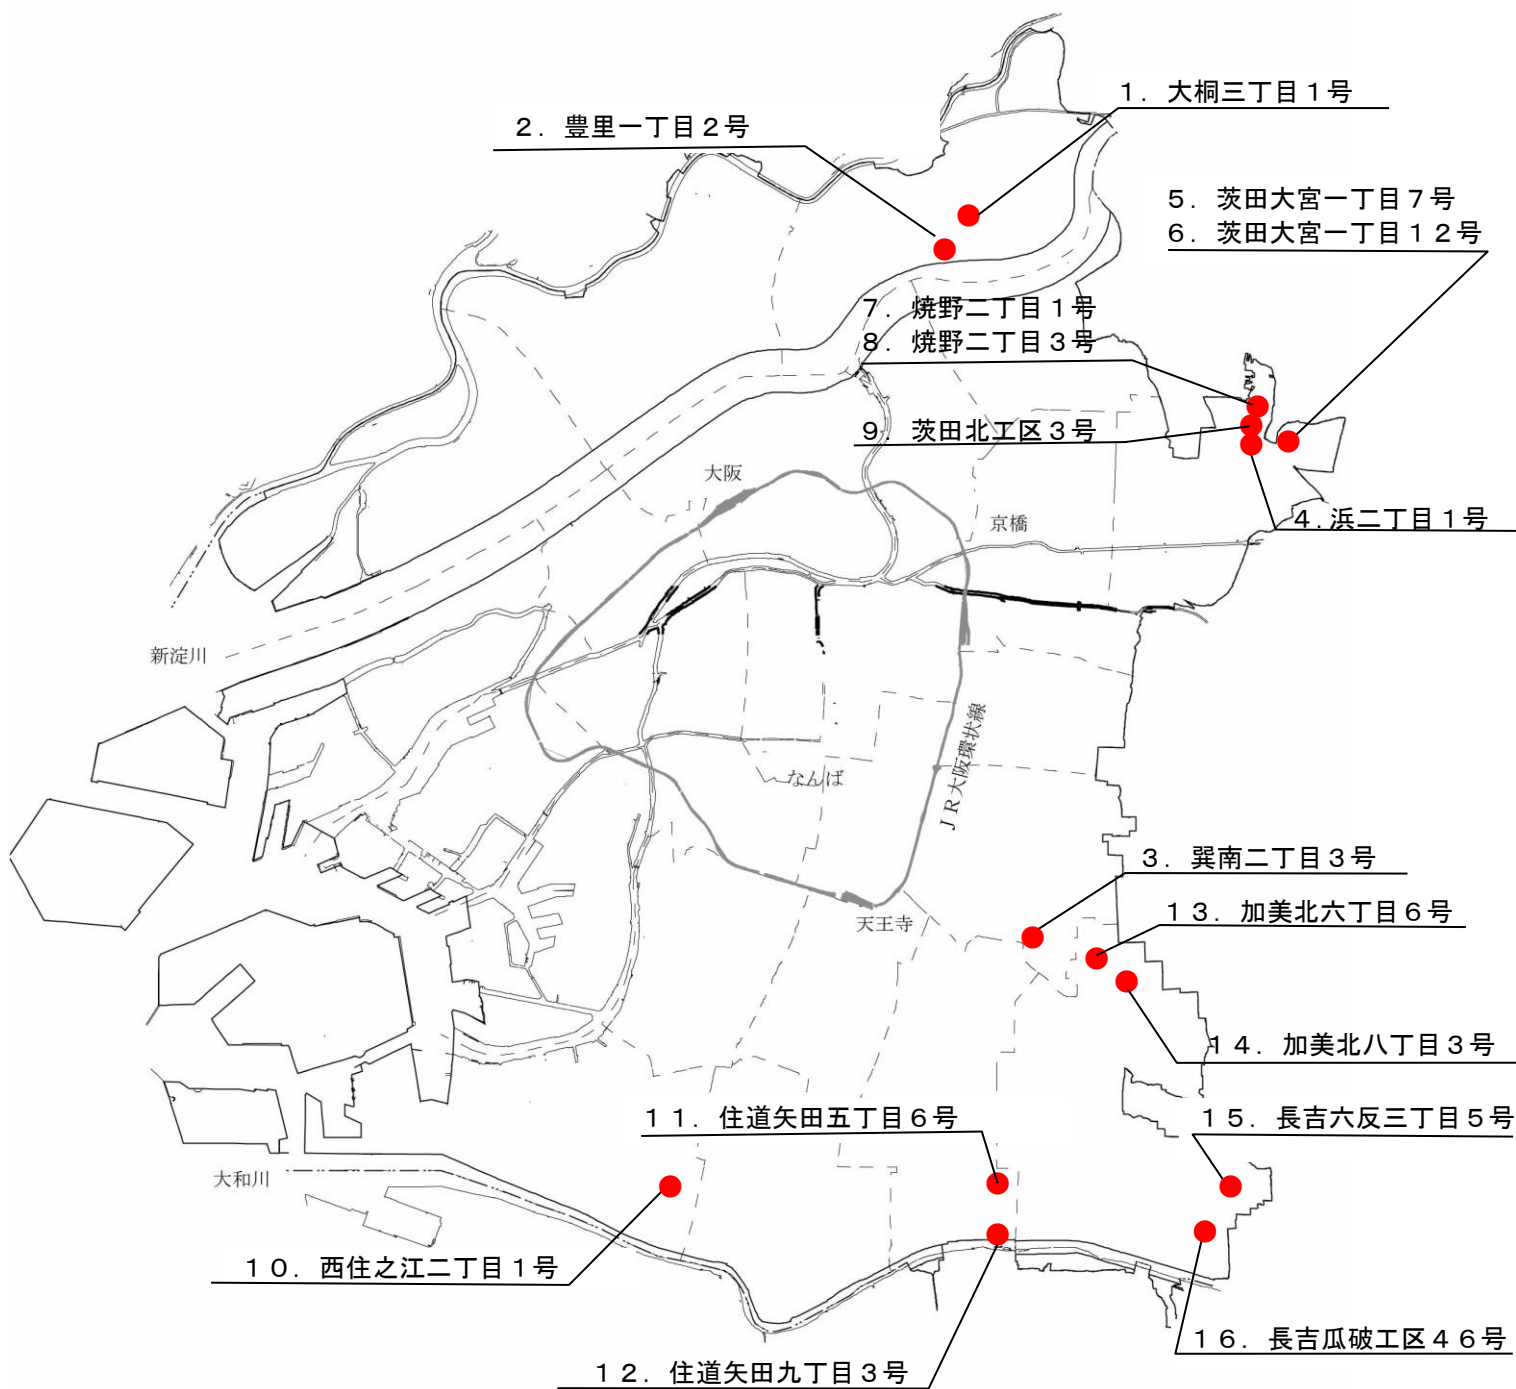 １．大桐三丁目１号
２．豊里一丁目２号
５．茨田大宮一丁目７号
６．茨田大宮一丁目１２号
７．焼野二丁目１号
８．焼野二丁目３号
９．茨田北工区３号
大阪
京橋
４．浜二丁目１号
新淀川
ＪＲ大阪環状線
なんば
３．巽南二丁目３号
１３．加美北六丁目６号
天王寺
１４．加美北八丁目３号
１１．住道矢田五丁目６号
１５．長吉六反三丁目５号
大和川
１０．西住之江二丁目１号
１６．長吉瓜破工区４６号
１２．住道矢田九丁目３号